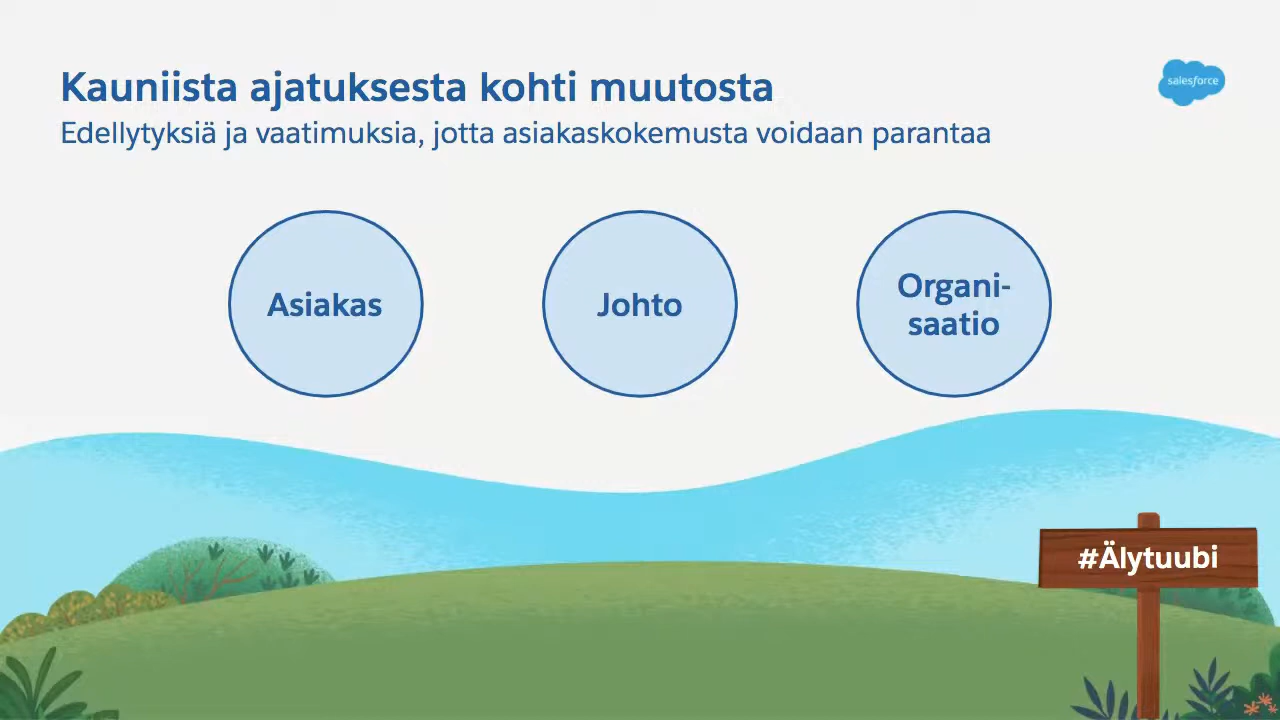 Kauniista ajatuksesta kohti muutosta
salesforce
Edellytyksiä ja vaatimuksia, jotta asiakaskokemusta voidaan parantaa
Asiakas
Johto
Organi-
saatio
#Älytuubi